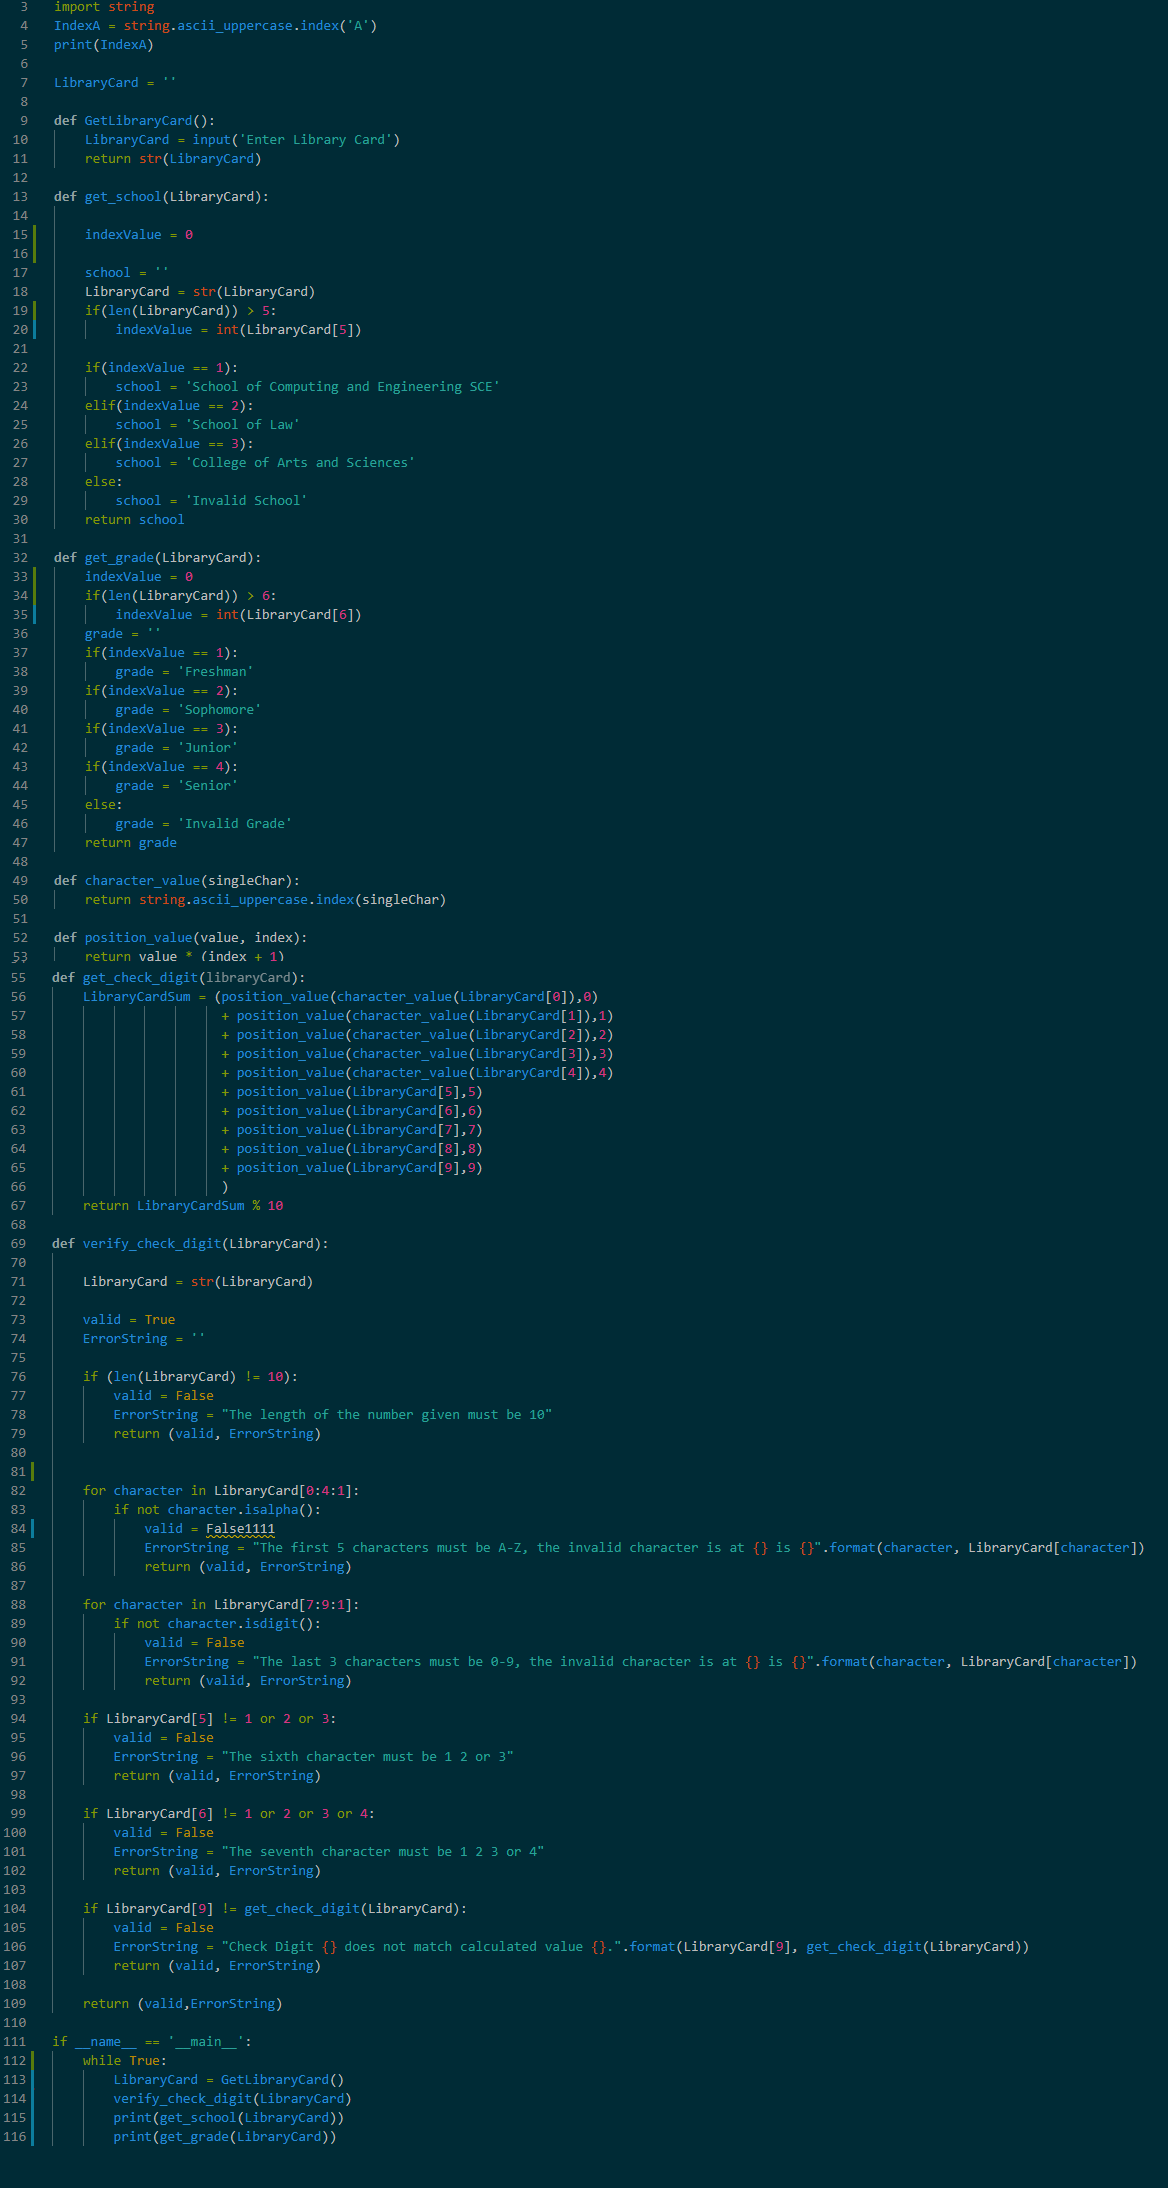 3 import string
4 IndexA = string.ascii_uppercase.index('A')
5 print(IndexA)
6
7 LibraryCard = ''
8
9 def GetLibraryCard():
10     LibraryCard = input('Enter Library Card')
11     return str(LibraryCard)
12
13 def get_school(LibraryCard):
14
15     indexValue = 0
16
17     school = ''
18     LibraryCard = str(LibraryCard)
19     if(len(LibraryCard)) > 5:
20         indexValue = int(LibraryCard[5])
21
22     if(indexValue == 1):
23         school = 'School of Computing and Engineering SCE'
24     elif(indexValue == 2):
25         school = 'School of Law'
26     elif(indexValue == 3):
27         school = 'College of Arts and Sciences'
28     else:
29         school = 'Invalid School'
30     return school
31
32 def get_grade(LibraryCard):
33     indexValue = 0
34     if(len(LibraryCard)) > 6:
35         indexValue = int(LibraryCard[6])
36     grade = ''
37     if(indexValue == 1):
38         grade = 'Freshman'
39     if(indexValue == 2):
40         grade = 'Sophomore'
41     if(indexValue == 3):
42         grade = 'Junior'
43     if(indexValue == 4):
44         grade = 'Senior'
45     else:
46         grade = 'Invalid Grade'
47     return grade
48
49 def character_value(singleChar):
50     return string.ascii_uppercase.index(singleChar)
51
52 def position_value(value, index):
53     return value * (index + 1)
55 def get_check_digit(libraryCard):
56     LibraryCardSum = (position_value(character_value(LibraryCard[0]),0)
57                       + position_value(character_value(LibraryCard[1]),1)
58                       + position_value(character_value(LibraryCard[2]),2)
59                       + position_value(character_value(LibraryCard[3]),3)
60                       + position_value(character_value(LibraryCard[4]),4)
61                       + position_value(LibraryCard[5],5)
62                       + position_value(LibraryCard[6],6)
63                       + position_value(LibraryCard[7],7)
64                       + position_value(LibraryCard[8],8)
65                       + position_value(LibraryCard[9],9)
66                       )
67     return LibraryCardSum % 10
68
69 def verify_check_digit(LibraryCard):
70
71     LibraryCard = str(LibraryCard)
72
73     valid = True
74     ErrorString = ''
75
76     if (len(LibraryCard) != 10):
77         valid = False
78         ErrorString = "The length of the number given must be 10"
79         return (valid, ErrorString)
80
81
82     for character in LibraryCard[0:4:1]:
83         if not character.isalpha():
84             valid = False1111
85             ErrorString = "The first 5 characters must be A-Z, the invalid character is at {} is {}".format(character, LibraryCard[character])
86             return (valid, ErrorString)
87
88     for character in LibraryCard[7:9:1]:
89         if not character.isdigit():
90             valid = False
91             ErrorString = "The last 3 characters must be 0-9, the invalid character is at {} is {}".format(character, LibraryCard[character])
92             return (valid, ErrorString)
93
94     if LibraryCard[5] != 1 or 2 or 3:
95         valid = False
96         ErrorString = "The sixth character must be 1 2 or 3"
97         return (valid, ErrorString)
98
99     if LibraryCard[6] != 1 or 2 or 3 or 4:
100         valid = False
101         ErrorString = "The seventh character must be 1 2 3 or 4"
102         return (valid, ErrorString)
103
104     if LibraryCard[9] != get_check_digit(LibraryCard):
105         valid = False
106         ErrorString = "Check Digit {} does not match calculated value {}.".format(LibraryCard[9], get_check_digit(LibraryCard))
107         return (valid, ErrorString)
108
109     return (valid,ErrorString)
110
111 if __name__ == '__main__':
112     while True:
113         LibraryCard = GetLibraryCard()
114         verify_check_digit(LibraryCard)
115         print(get_school(LibraryCard))
116         print(get_grade(LibraryCard))